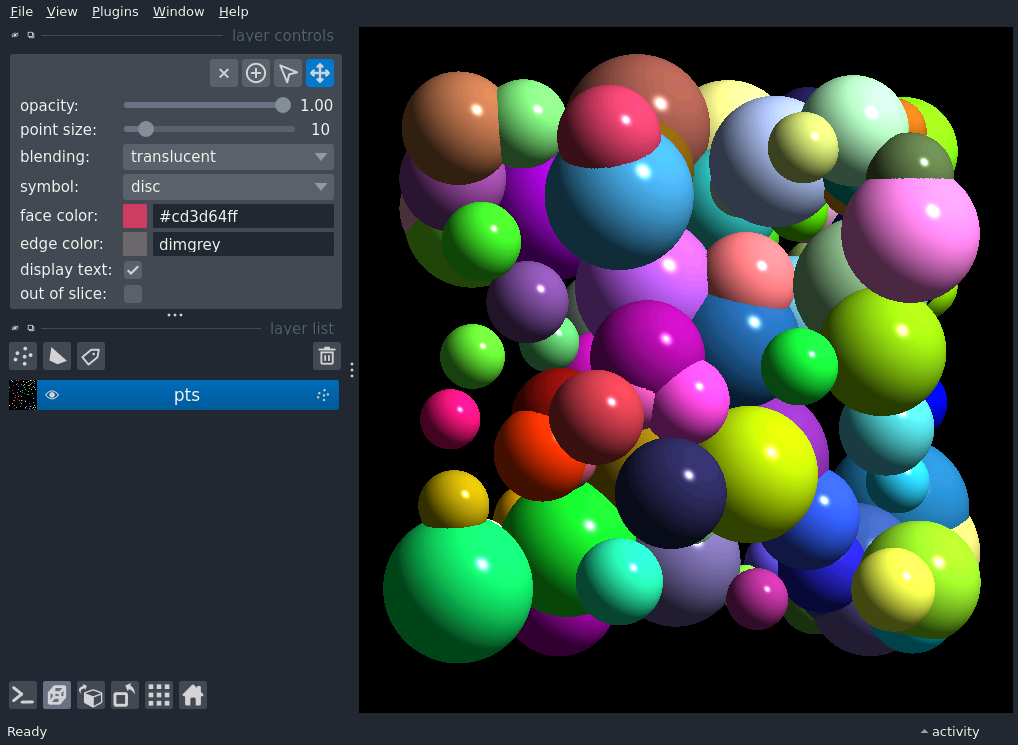 File View Plugins Window Help
layer controls
opacity: 1.00
point size: 10
blending: translucent
symbol: disc
face color: #cd3d64ff
edge color: dimgrey
display text:
out of slice:
layer list
pts
Ready
activity